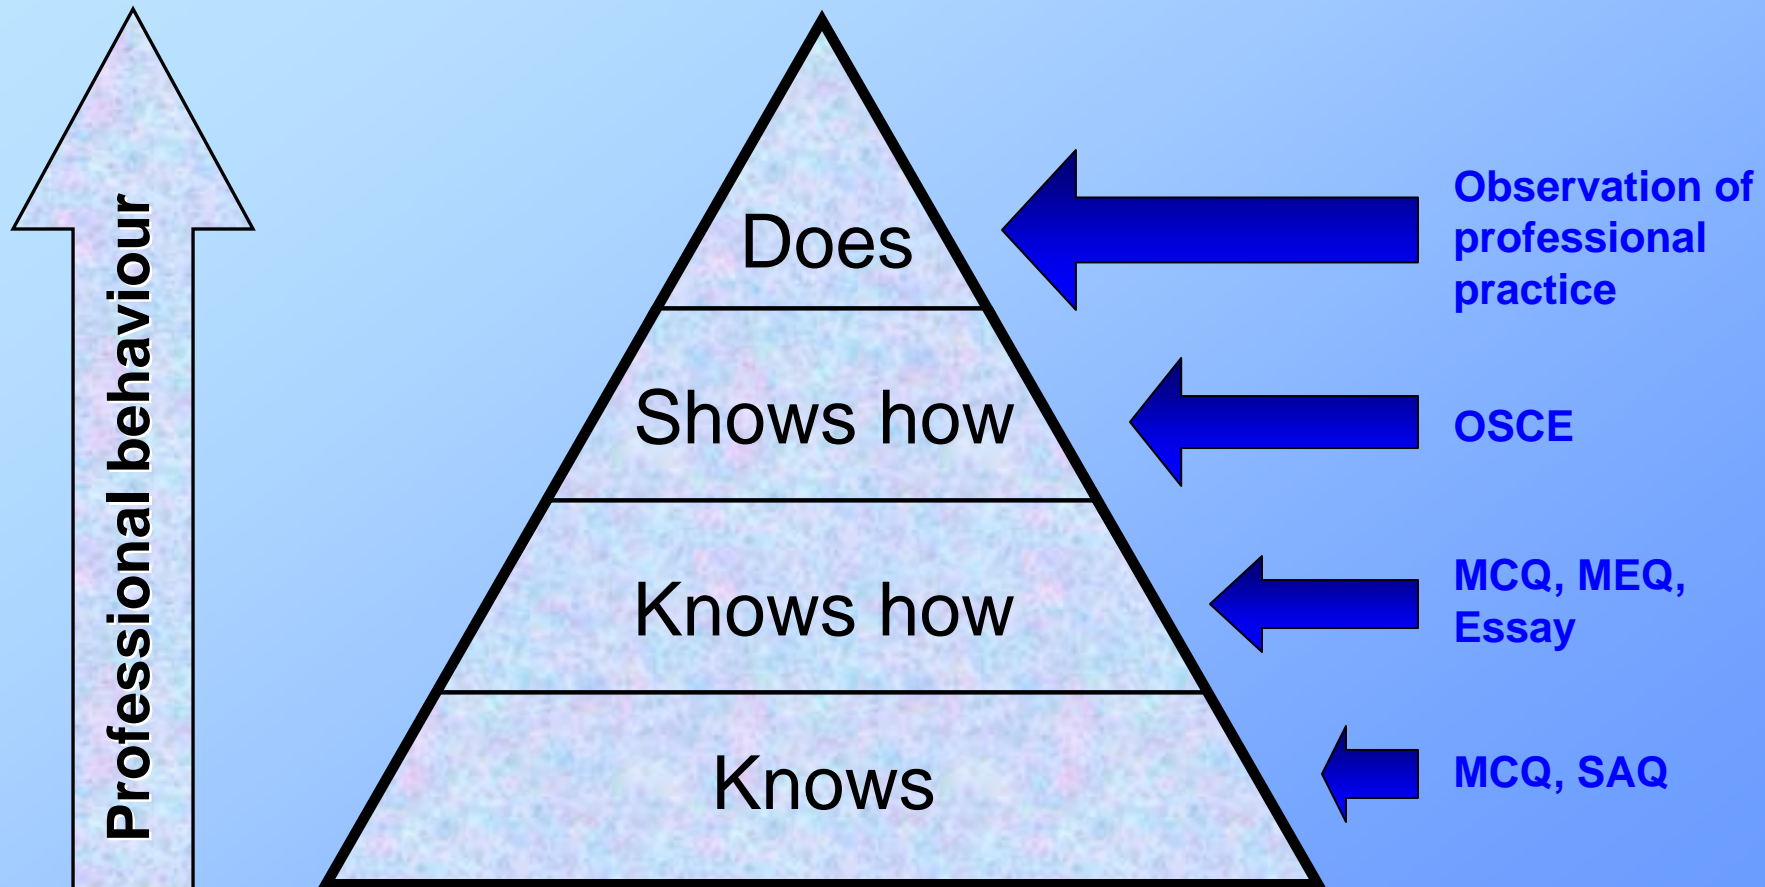 Professional behaviour
Does
Observation of
professional
practice
Shows how
OSCE
Knows how
MCQ, MEQ,
Essay
Knows
MCQ, SAQ